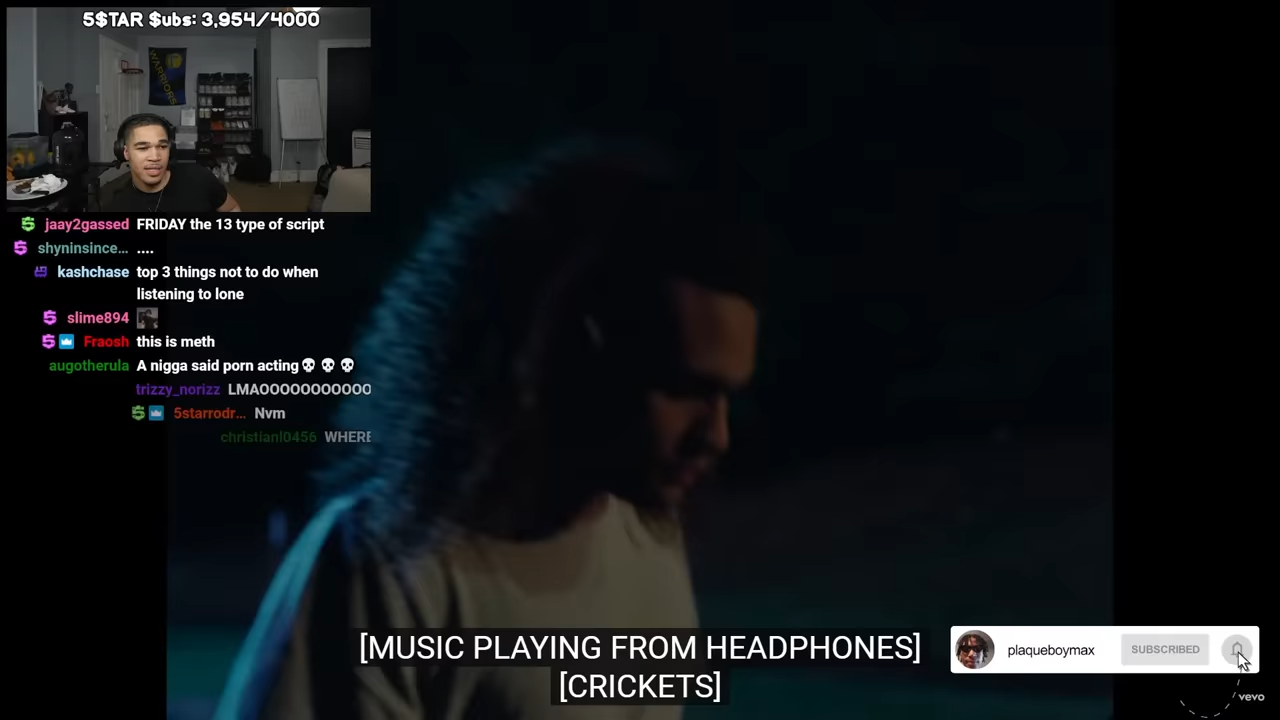 5$TAR $ubs: 3,954/4000
WARRIORS
jaay2gassed FRIDAY the 13 type of script
shyninsince... ....
kashchase top 3 things not to do when
listening to lone
slime894
Fraosh this is meth
augotherula A nigga said porn acting💀💀💀
trizzy_norizz LMAOOOOOOOOOOO
5starrodr... Nvm
christianl0456 WHERE
[MUSIC PLAYING FROM HEADPHONES]
[CRICKETS]
plaqueboymax SUBSCRIBED
vevo